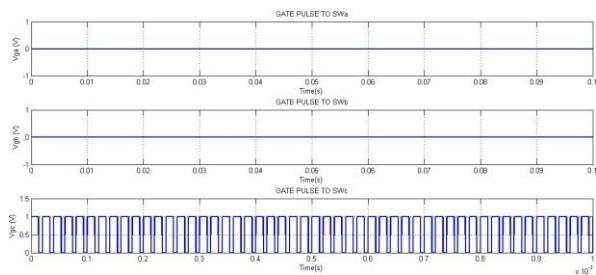 GATE PULSE TO SWa
1
0
-1
Vga (V)
0 0.01 0.02 0.03 0.04 0.05 0.06 0.07 0.08 0.09 0.1
Time(s)
GATE PULSE TO SWb
1
0
-1
Vgb (V)
0 0.01 0.02 0.03 0.04 0.05 0.06 0.07 0.08 0.09 0.1
Time(s)
GATE PULSE TO SWc
1.5
1
0.5
0
Vgc (V)
0 0.1 0.2 0.3 0.4 0.5 0.6 0.7 0.8 0.9 1
Time(s)
x 10⁻³